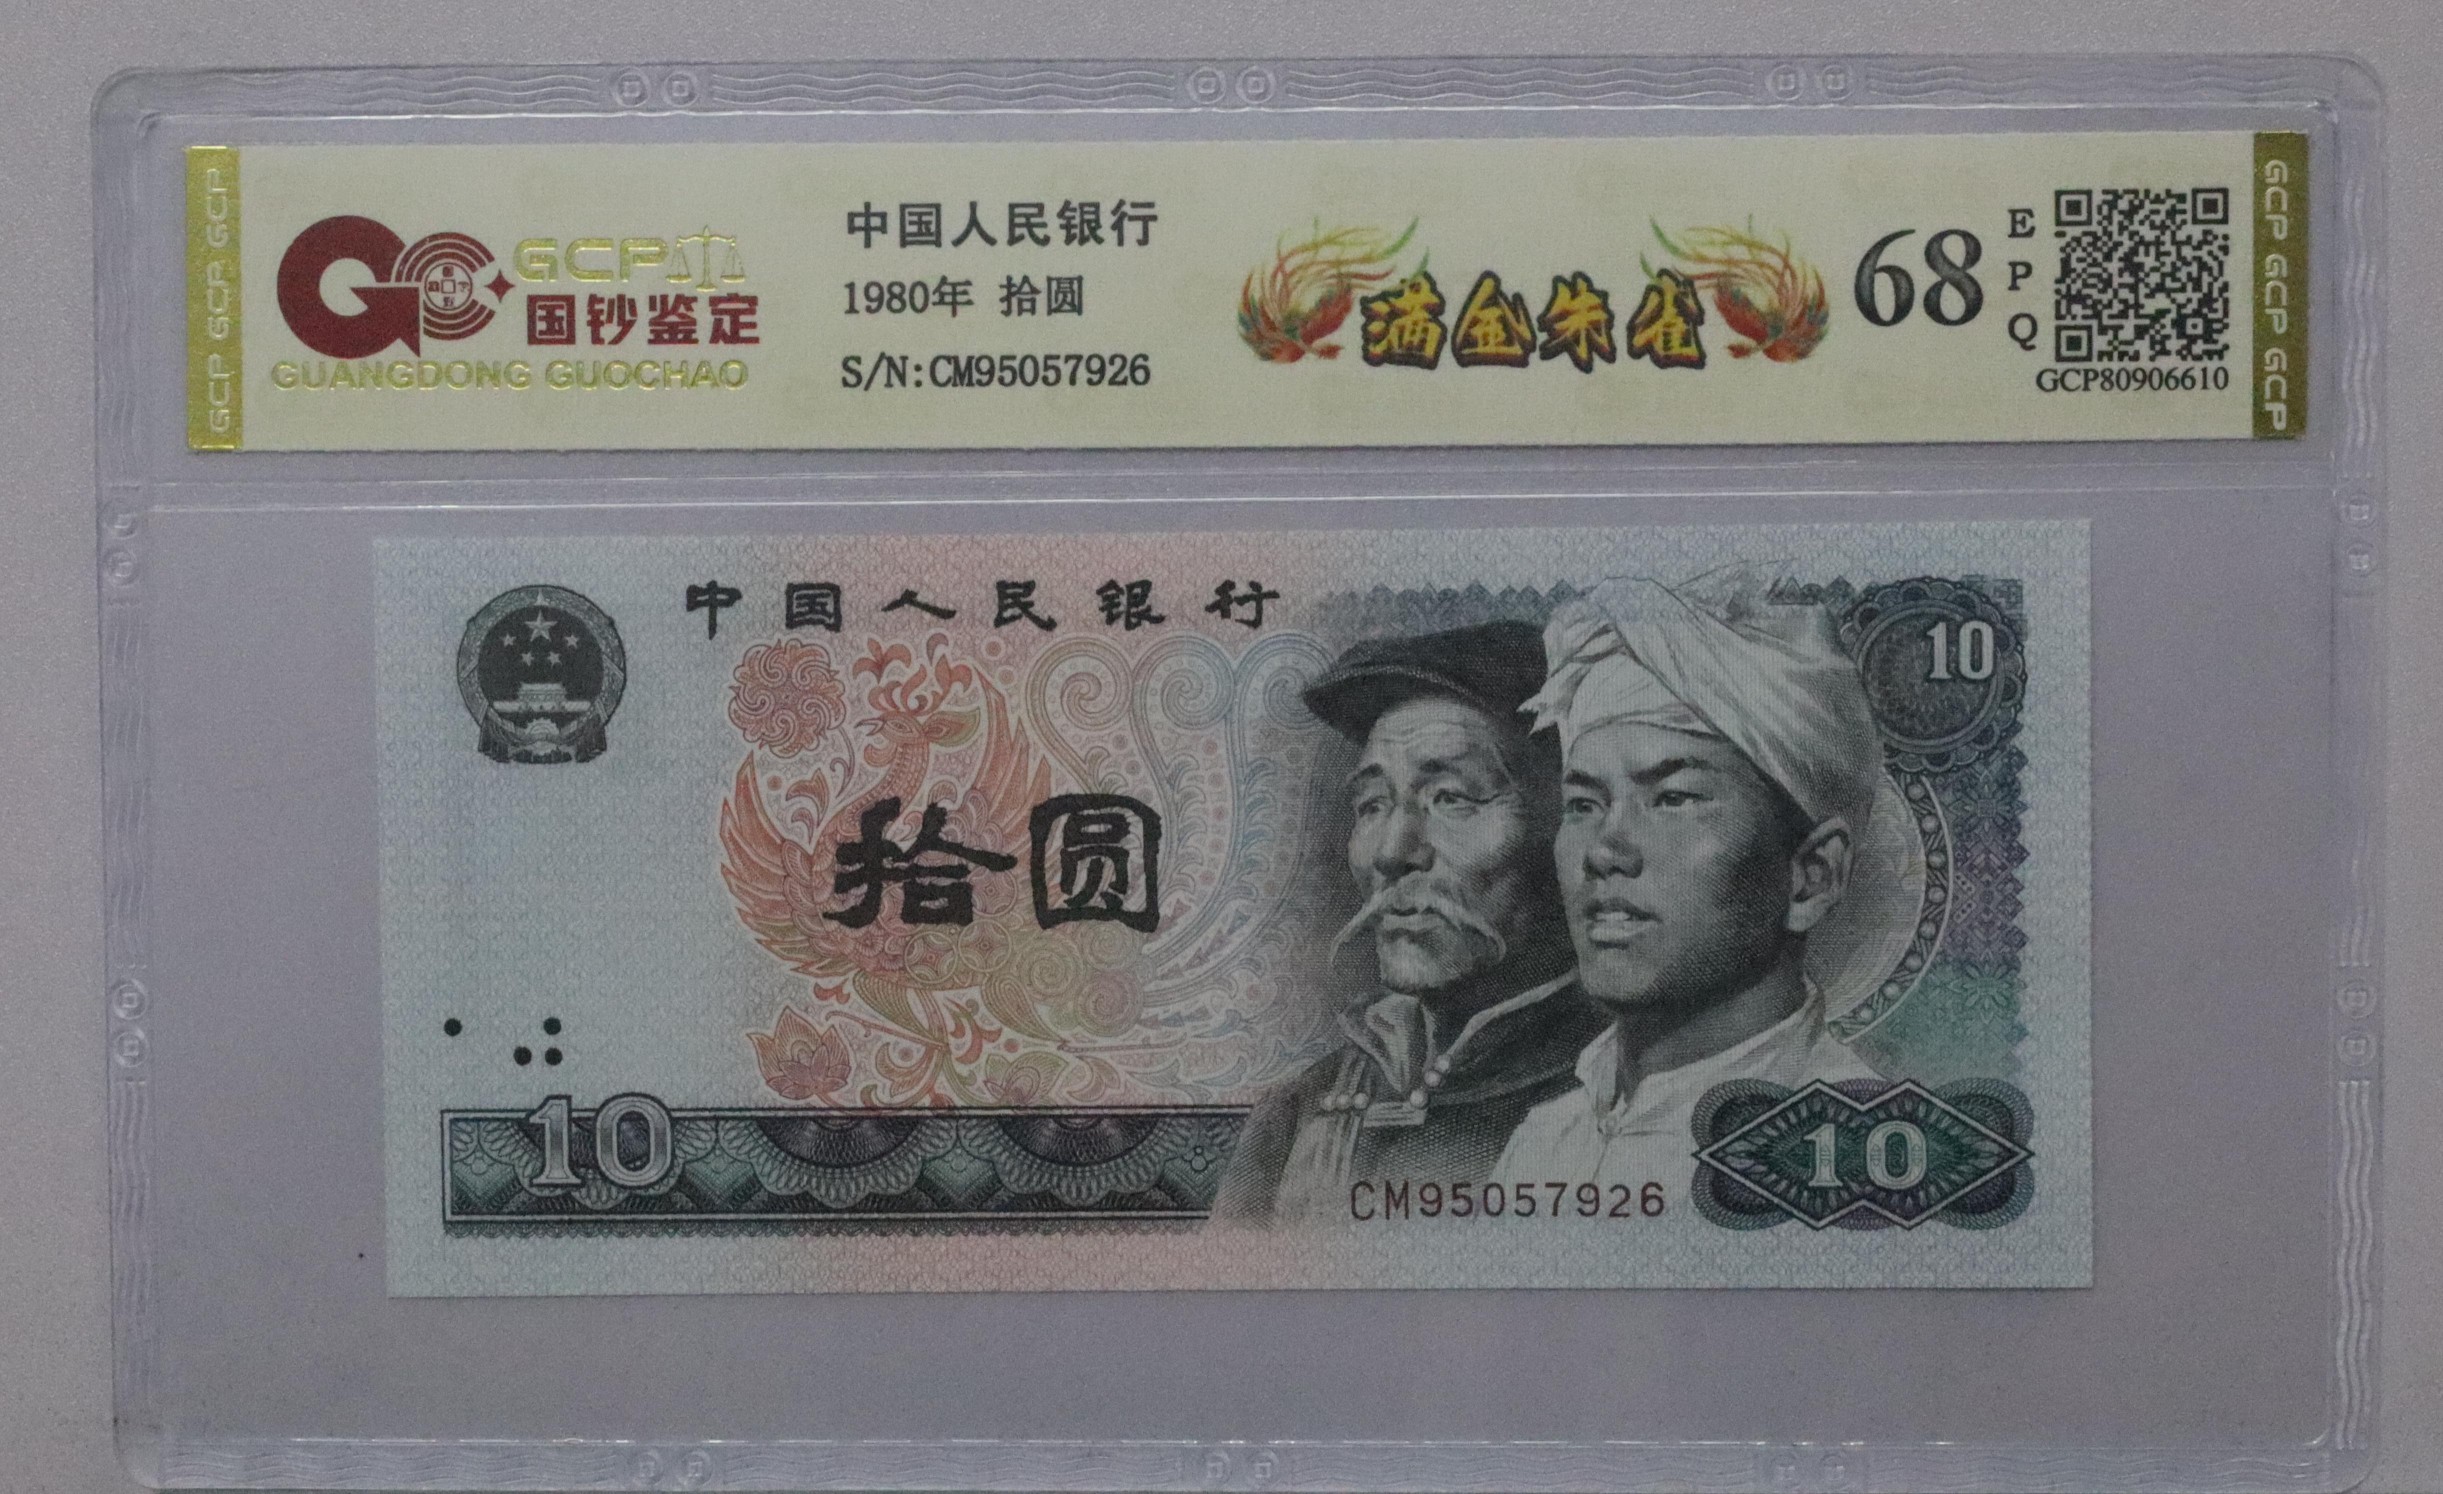 GCP GCP GCP
GCP
国钞鉴定
GUANGDONG GUOCHAO
中国人民银行
1980年 拾圆
S/N:CM95057926
满金朱雀
68
EPQ
GCP80906610
GCP GCP GCP
中国人民银行
10
拾圆
10
CM95057926
10